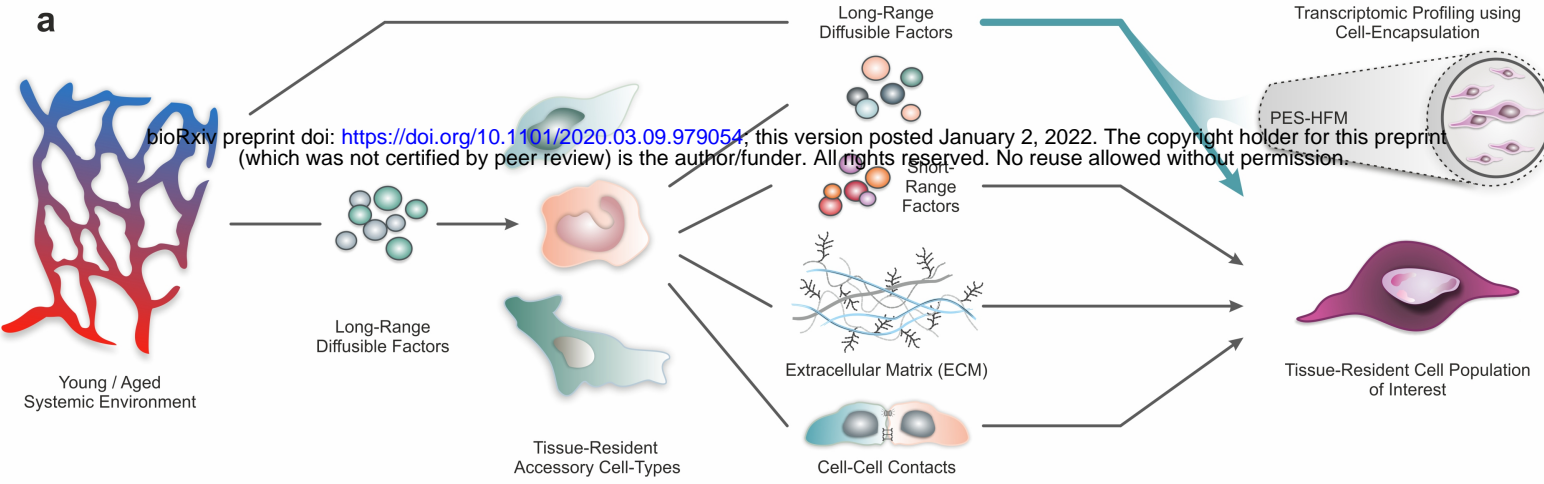 a
Long-Range
Diffusible Factors
Transcriptomic Profiling using
Cell-Encapsulation
PES-HFM
bioRxiv preprint doi: https://doi.org/10.1101/2020.03.09.979054; this version posted January 2, 2022. The copyright holder for this preprint
(which was not certified by peer review) is the author/funder. All rights reserved. No reuse allowed without permission.
Short-
Range
Factors
Long-Range
Diffusible Factors
Extracellular Matrix (ECM)
Tissue-Resident Cell Population
of Interest
Young / Aged
Systemic Environment
Tissue-Resident
Accessory Cell-Types
Cell-Cell Contacts